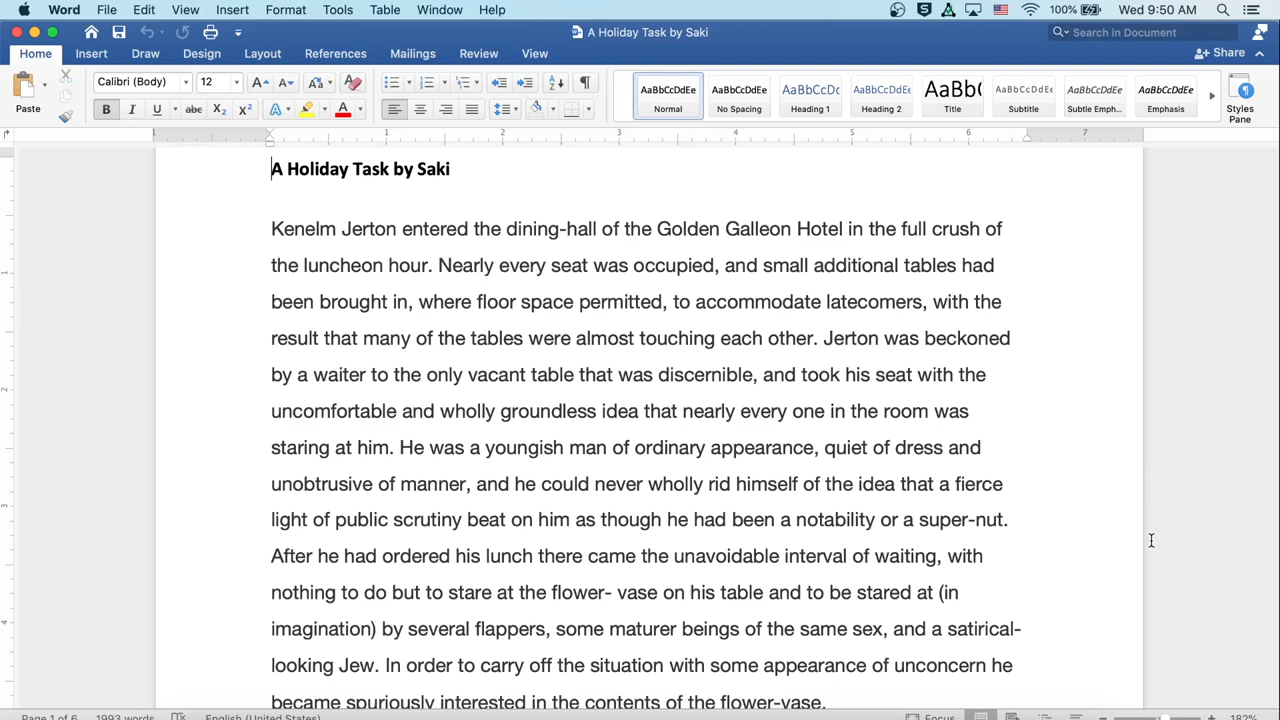 Word File Edit View Insert Format Tools Table Window Help 100% Wed 9:50 AM
A Holiday Task by Saki Search in Document
Home Insert Draw Design Layout References Mailings Review View Share
Paste Calibri (Body) 12 AaBbCcDdEe AaBbCcDdEe AaBbCcDc AaBbCcDdEe AaBbC AaBbCcDdEe AaBbCcDdEe AaBbCcDdEe
B I U abc X₂ X² A A Normal No Spacing Heading 1 Heading 2 Title Subtitle Subtle Emph... Emphasis Styles Pane
1 1 2 3 4 5 6 7
A Holiday Task by Saki
Kenelm Jerton entered the dining-hall of the Golden Galleon Hotel in the full crush of
the luncheon hour. Nearly every seat was occupied, and small additional tables had
been brought in, where floor space permitted, to accommodate latecomers, with the
result that many of the tables were almost touching each other. Jerton was beckoned
by a waiter to the only vacant table that was discernible, and took his seat with the
uncomfortable and wholly groundless idea that nearly every one in the room was
staring at him. He was a youngish man of ordinary appearance, quiet of dress and
unobtrusive of manner, and he could never wholly rid himself of the idea that a fierce
light of public scrutiny beat on him as though he had been a notability or a super-nut.
After he had ordered his lunch there came the unavoidable interval of waiting, with
nothing to do but to stare at the flower- vase on his table and to be stared at (in
imagination) by several flappers, some maturer beings of the same sex, and a satirical-
looking Jew. In order to carry off the situation with some appearance of unconcern he
became spuriously interested in the contents of the flower-vase.
Page 1 of 6 1993 words English (United States) Focus 182%